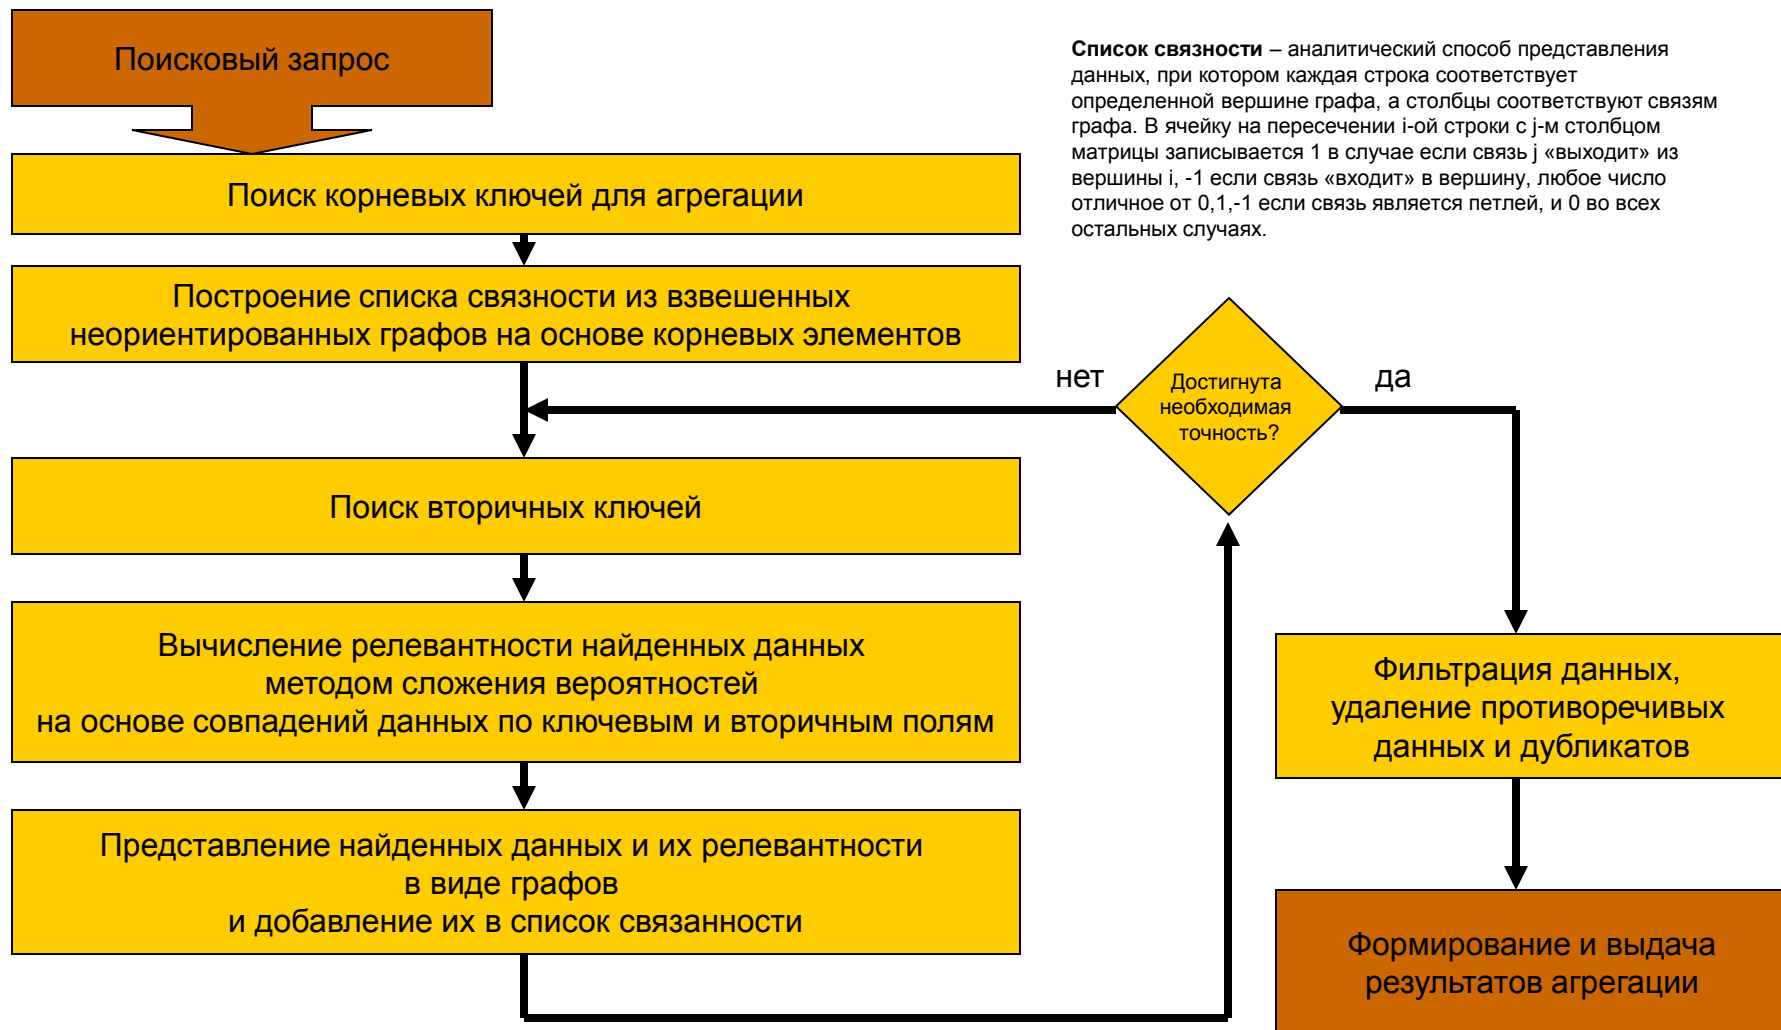 Поисковый запрос
Список связности – аналитический способ представления
данных, при котором каждая строка соответствует
определенной вершине графа, а столбцы соответствуют связям
графа. В ячейку на пересечении i-ой строки с j-м столбцом
матрицы записывается 1 в случае если связь j «выходит» из
вершины i, -1 если связь «входит» в вершину, любое число
отличное от 0,1,-1 если связь является петлей, и 0 во всех
остальных случаях.
Поиск корневых ключей для агрегации
Построение списка связности из взвешенных
неориентированных графов на основе корневых элементов
нет
Достигнута
необходимая
точность?
да
Поиск вторичных ключей
Вычисление релевантности найденных данных
методом сложения вероятностей
на основе совпадений данных по ключевым и вторичным полям
Представление найденных данных и их релевантности
в виде графов
и добавление их в список связанности
Фильтрация данных,
удаление противоречивых
данных и дубликатов
Формирование и выдача
результатов агрегации